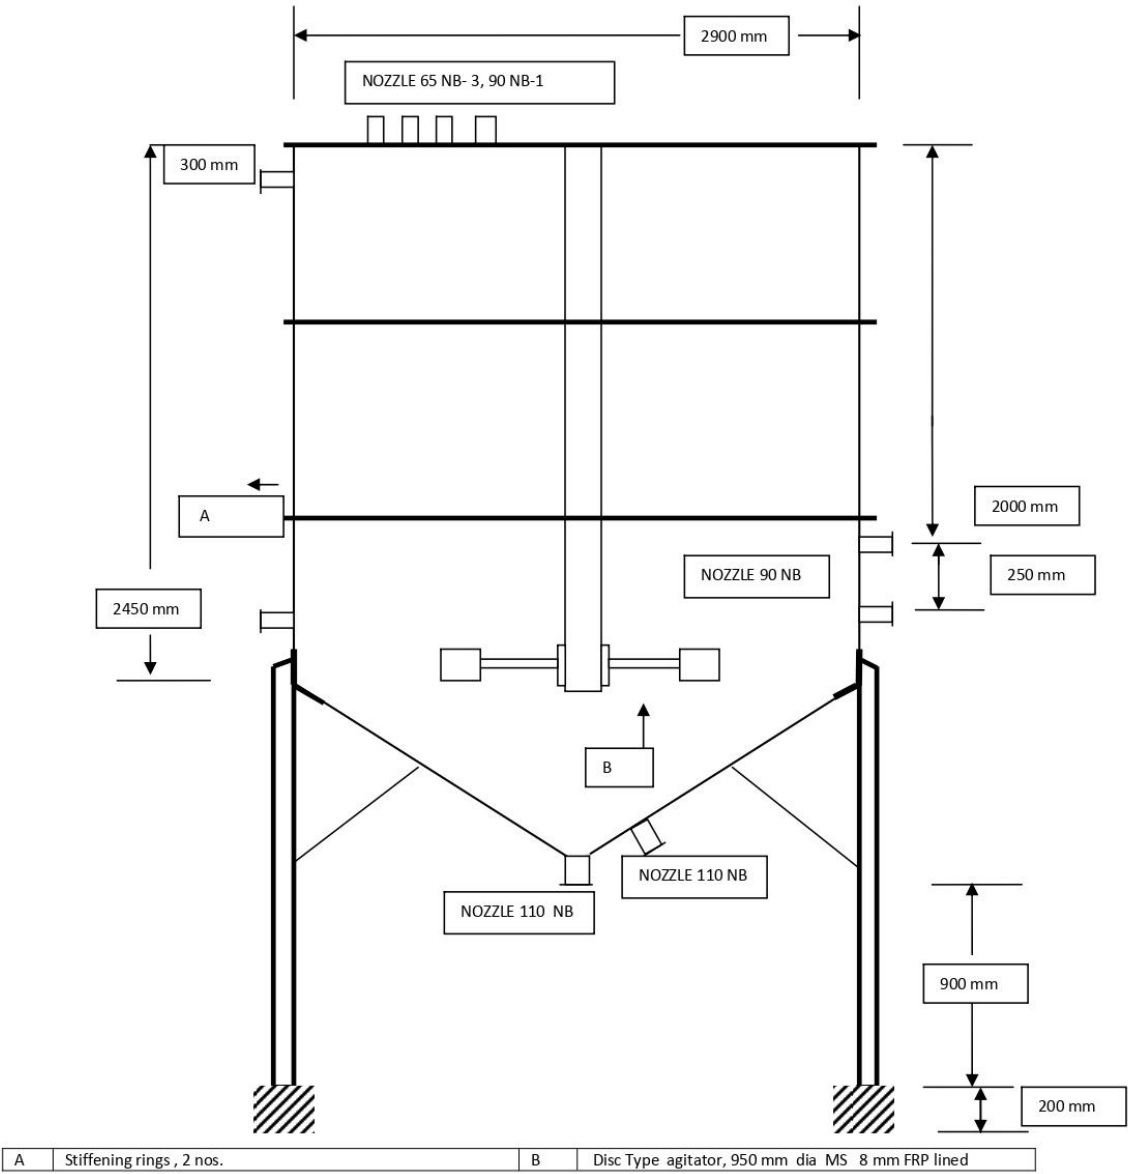 2900 mm
NOZZLE 65 NB- 3, 90 NB-1
300 mm
A
2000 mm
NOZZLE 90 NB
250 mm
2450 mm
B
NOZZLE 110 NB
NOZZLE 110 NB
900 mm
200 mm
A Stiffening rings , 2 nos. B Disc Type agitator, 950 mm dia MS 8 mm FRP lined